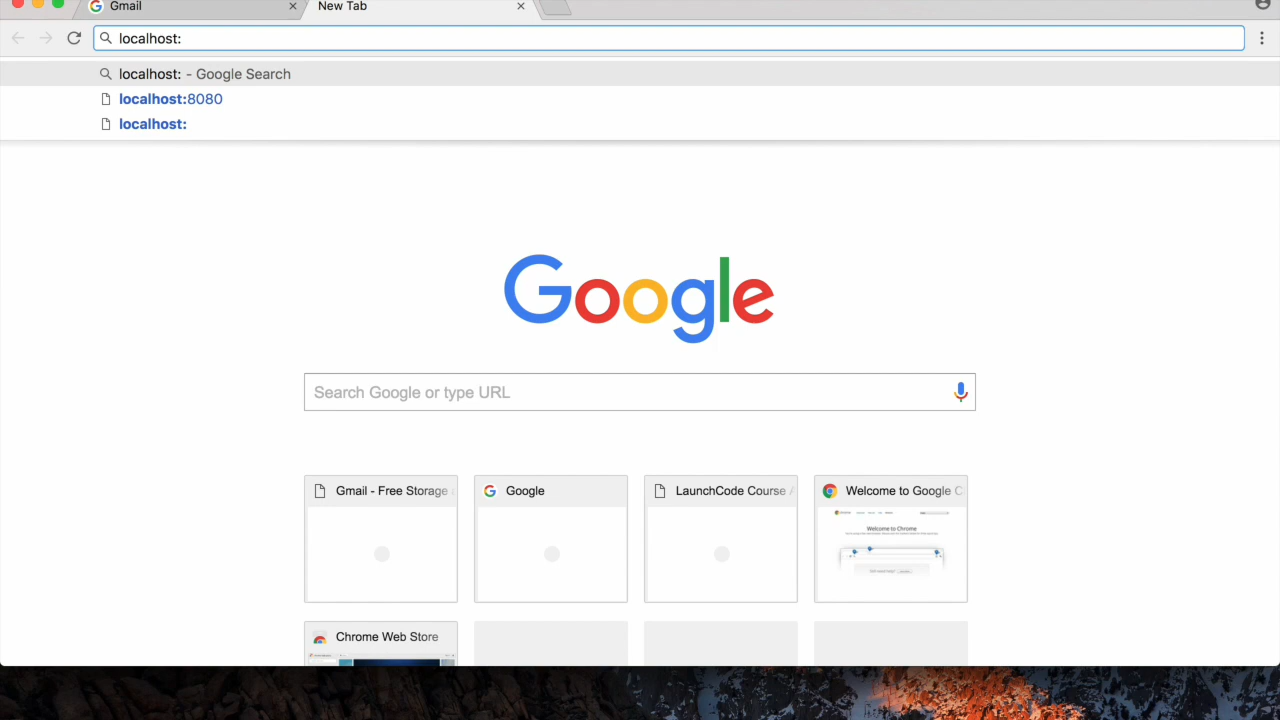 Gmail
New Tab
localhost:
localhost: - Google Search
localhost:8080
localhost:
Google
Search Google or type URL
Gmail - Free Storage
Google
LaunchCode Course
Welcome to Google C
Welcome to Chrome
Chrome Web Store